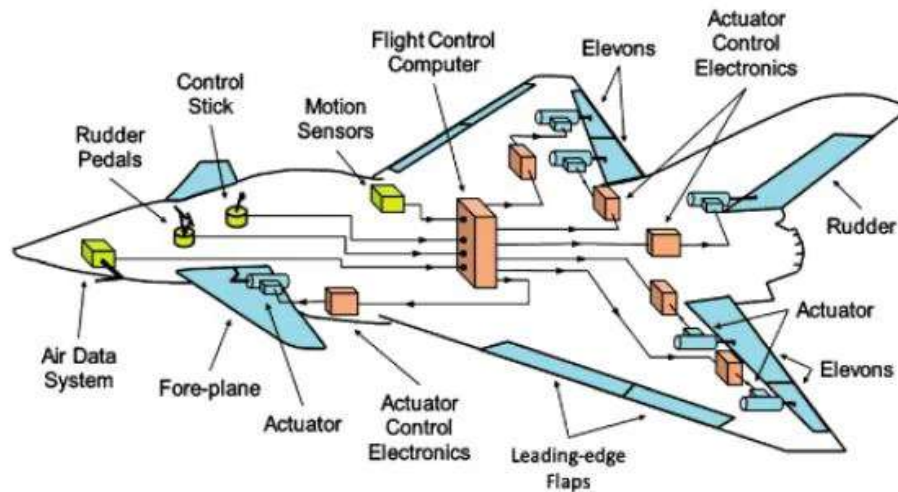 Flight Control
Computer
Elevons
Actuator
Control
Electronics
Control
Stick
Motion
Sensors
Rudder
Pedals
Rudder
Air Data
System
Fore-plane
Actuator
Actuator
Control
Electronics
Leading-edge
Flaps
Actuator
Elevons